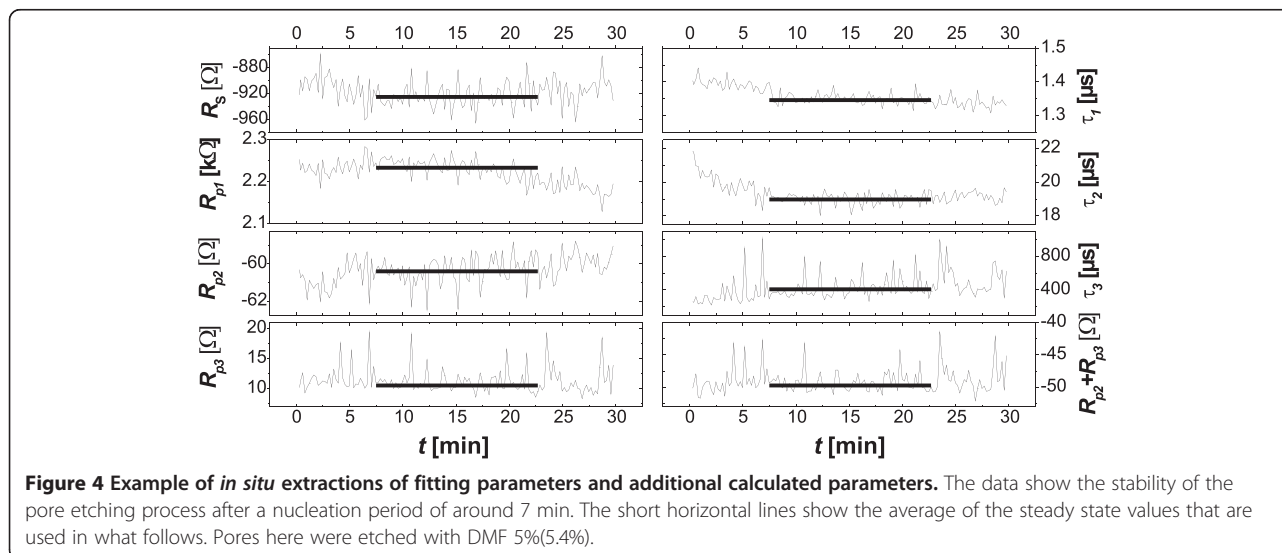 0 5 10 15 20 25 30
0 5 10 15 20 25 30
-880
-920
-960
R_S [Ω]
1.5
1.4
1.3
τ_1 [µs]
2.3
2.2
2.1
R_p1 [kΩ]
22
20
18
τ_2 [µs]
-60
-62
R_p2 [Ω]
800
400
τ_3 [µs]
20
15
10
R_p3 [Ω]
-40
-45
-50
R_p2+R_p3 [Ω]
0 5 10 15 20 25 30
0 5 10 15 20 25 30
t [min]
t [min]
Figure 4 Example of in situ extractions of fitting parameters and additional calculated parameters. The data show the stability of the
pore etching process after a nucleation period of around 7 min. The short horizontal lines show the average of the steady state values that are
used in what follows. Pores here were etched with DMF 5%(5.4%).